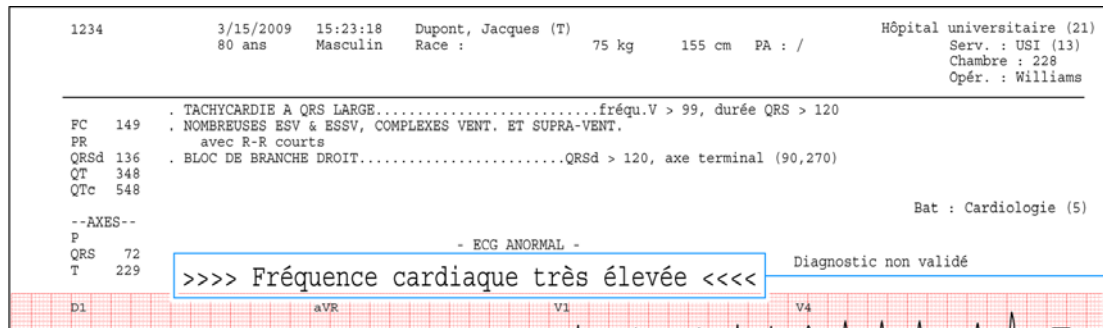 1234 3/15/2009 15:23:18 Dupont, Jacques (T) Hôpital universitaire (21)
80 ans Masculin Race : 75 kg 155 cm PA : / Serv. : USI (13)
Chambre : 228
Opér. : Williams
. TACHYCARDIE A QRS LARGE............................fréqu.V > 99, durée QRS > 120
FC 149 . NOMBREUSES ESV & ESSV, COMPLEXES VENT. ET SUPRA-VENT.
PR avec R-R courts
QRSd 136 . BLOC DE BRANCHE DROIT.........................QRSd > 120, axe terminal (90,270)
QT 348
QTc 548
Bat : Cardiologie (5)
--AXES--
P
- ECG ANORMAL -
QRS 72
Diagnostic non validé
T 229
>>>> Fréquence cardiaque très élevée <<<<
D1 aVR V1 V4